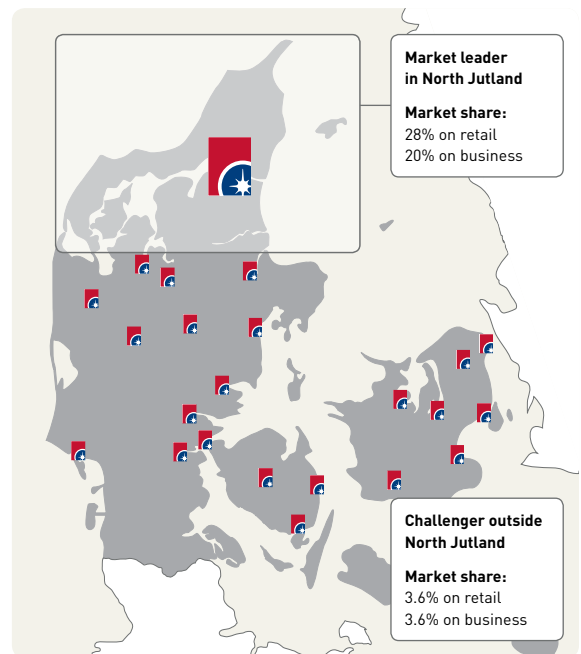 Market leader
in North Jutland
Market share:
28% on retail
20% on business
Challenger outside
North Jutland
Market share:
3.6% on retail
3.6% on business